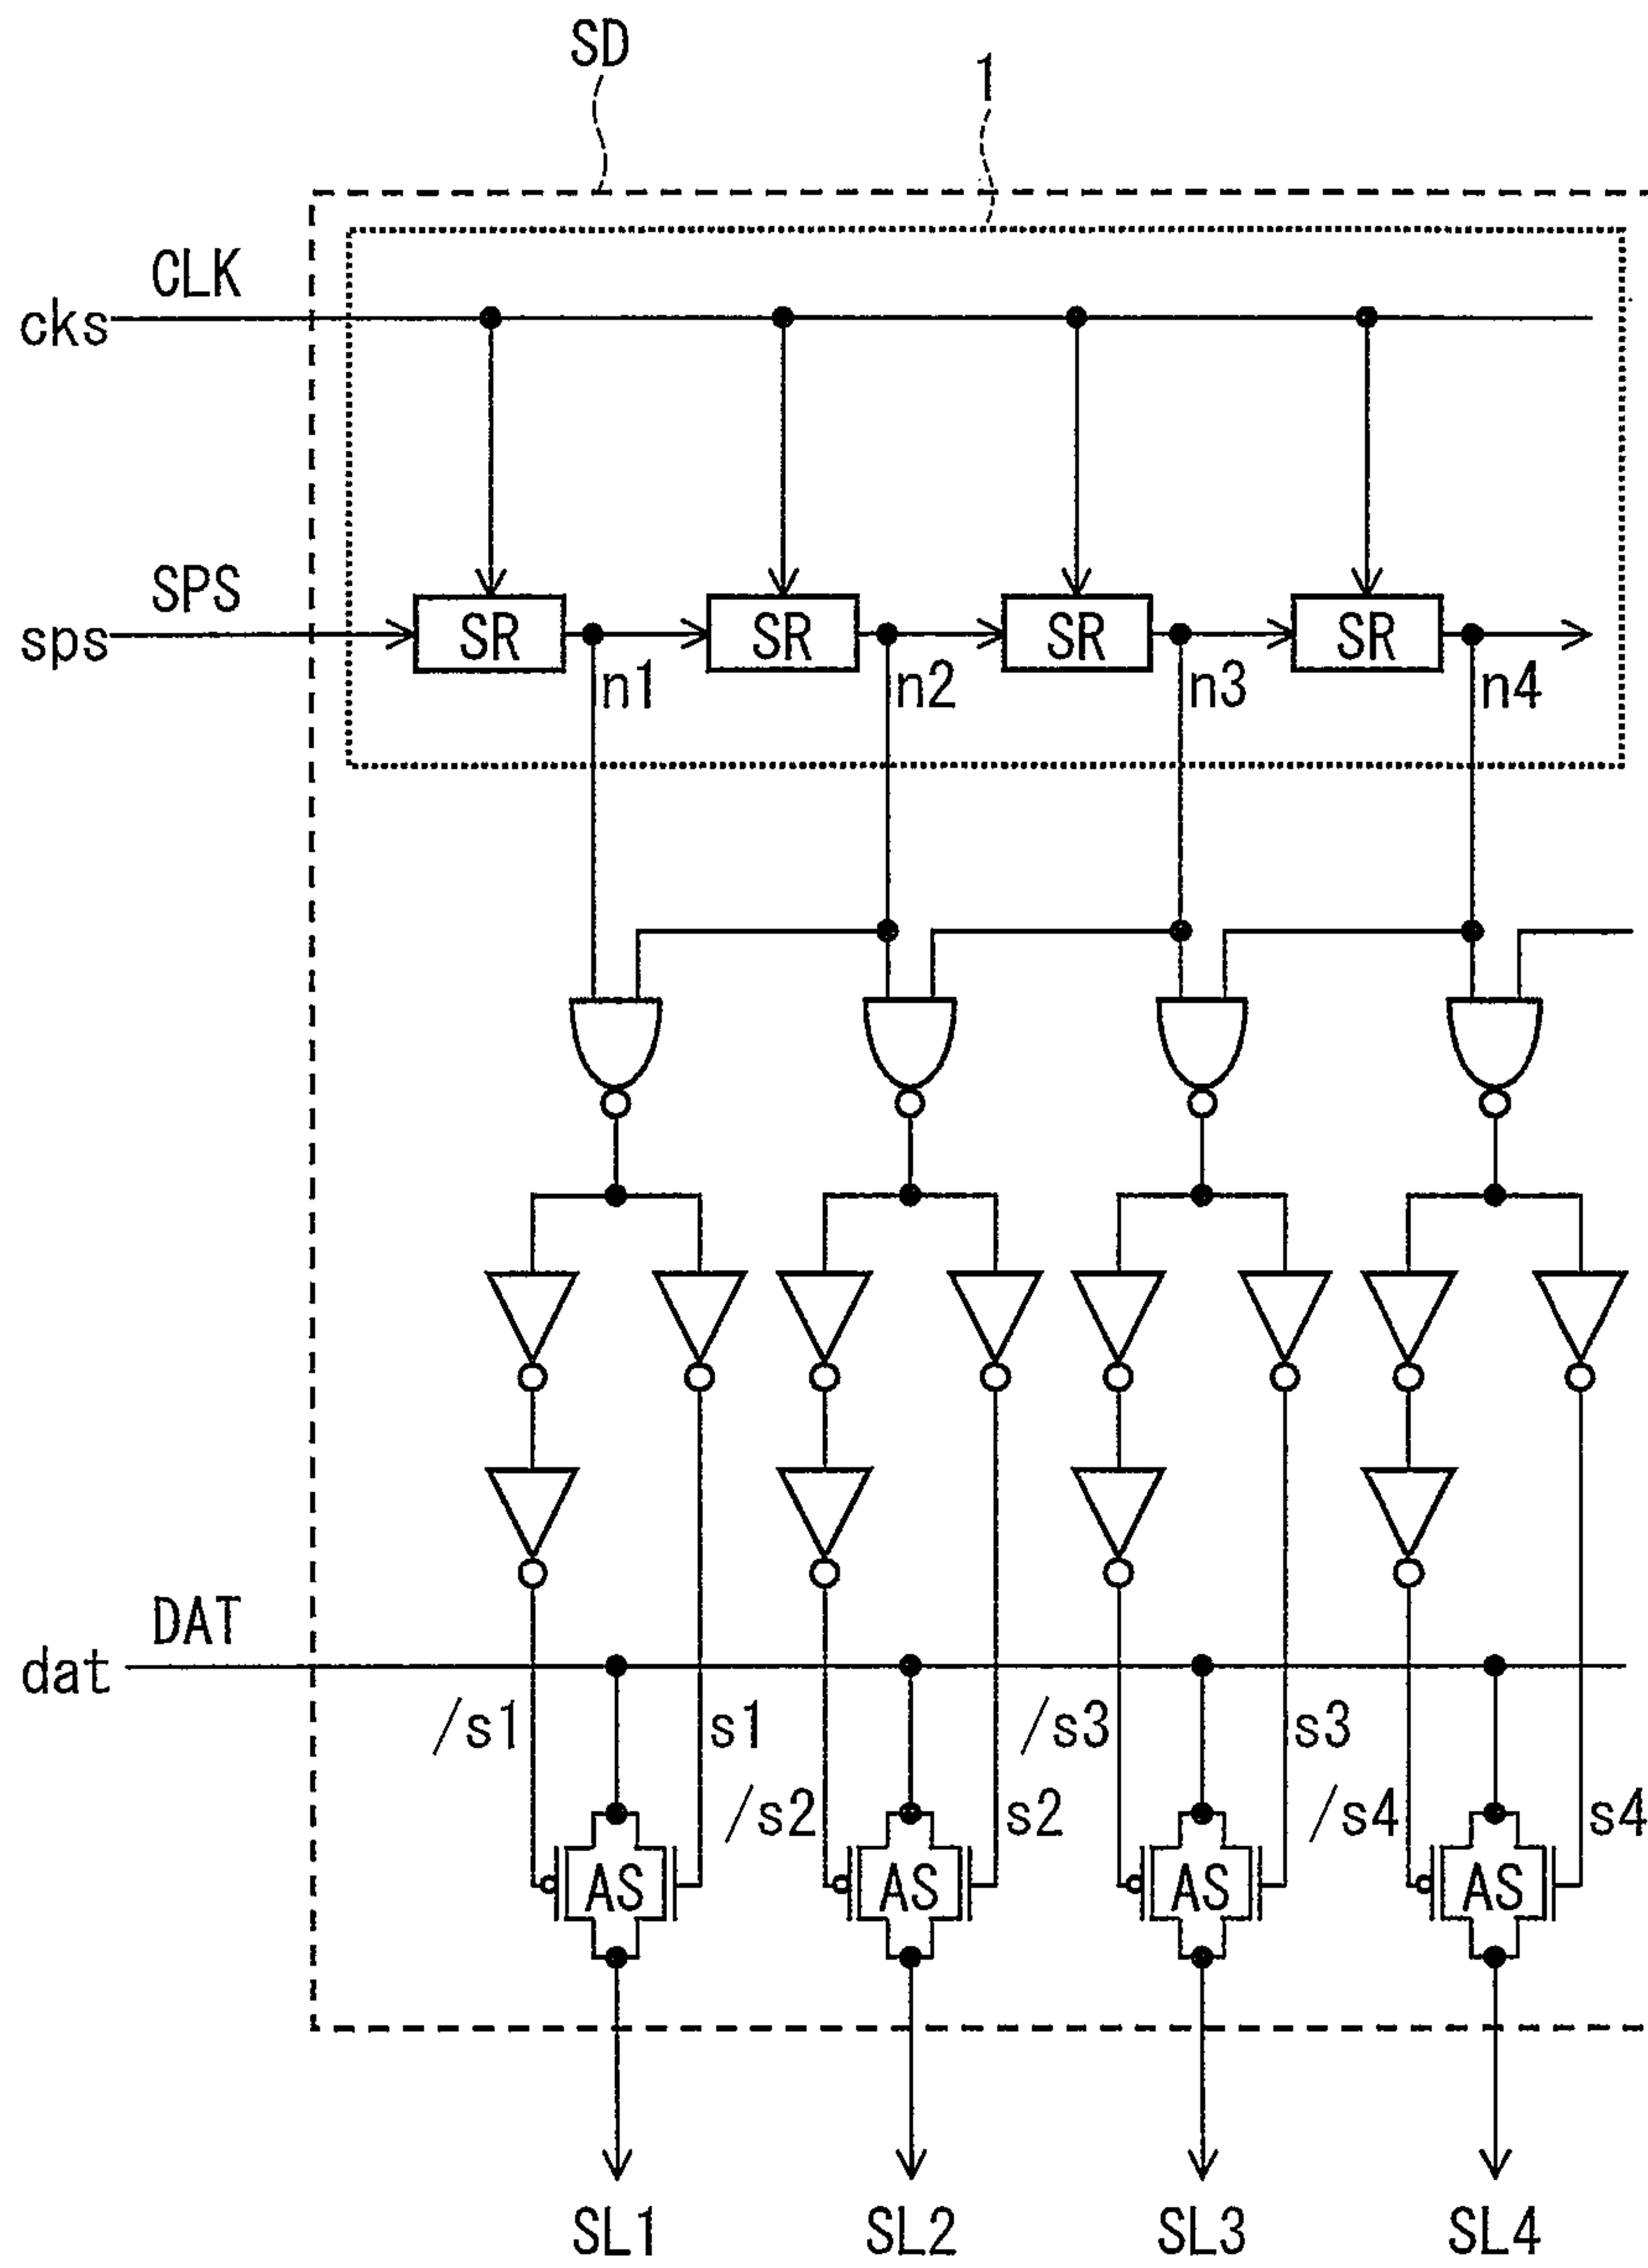 SD
1
CLK
cks
SPS
sps
SR SR SR SR
n1 n2 n3 n4
DAT
dat
/s1 s1 /s3 s3
/s2 s2 /s4 s4
AS AS AS AS
SL1 SL2 SL3 SL4